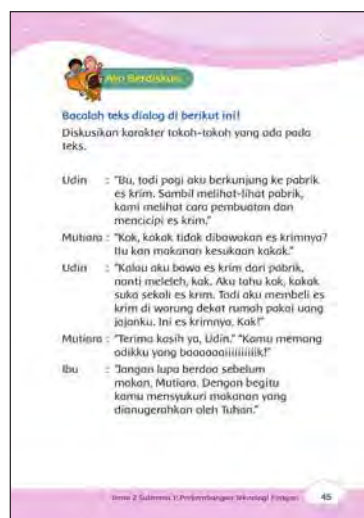 Ayo Berdiskusi
Bacalah teks dialog di berikut ini!
Diskusikan karakter tokoh-tokoh yang ada pada
teks.
Udin : "Bu, tadi pagi aku berkunjung ke pabrik
es krim. Sambil melihat-lihat pabrik,
kami melihat cara pembuatan dan
mencicipi es krim."
Mutiara : "Kok, kakak tidak dibawakan es krimnya?
Itu kan makanan kesukaan kakak."
Udin : "Kalau aku bawa es krim dari pabrik,
nanti meleleh, kak. Aku tahu kok, kakak
suka sekali es krim. Tadi aku membeli es
krim di warung dekat rumah pakai uang
jajanku. Ini es krimnya, Kak!"
Mutiara : "Terima kasih ya, Udin." "Kamu memang
adikku yang baaaaaaiiiiiiiiik!"
Ibu : "Jangan lupa berdoa sebelum
makan, Mutiara. Dengan begitu
kamu mensyukuri makanan yang
dianugerahkan oleh Tuhan."
Tema 7 Subtema 1: Perkembangan Teknologi Pangan 45